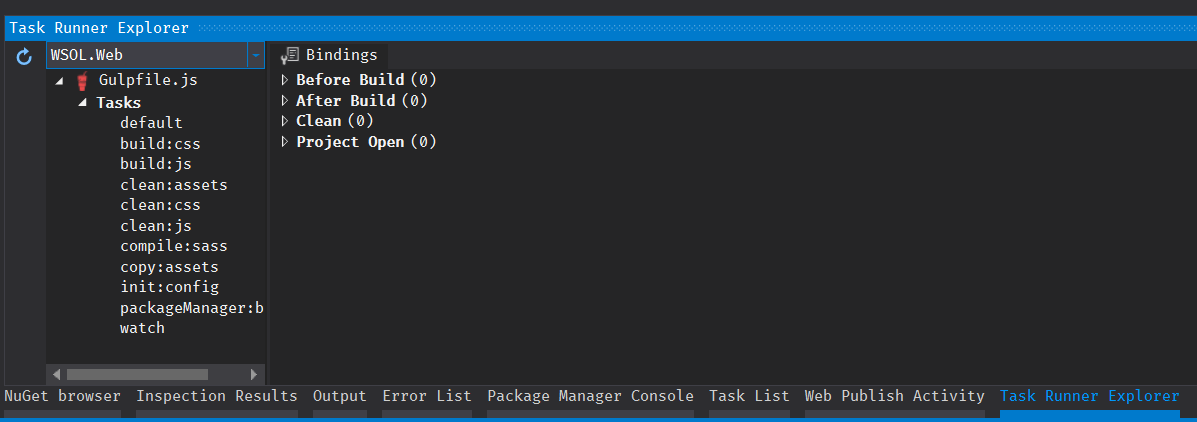 Task Runner Explorer
WSOL.Web
Gulpfile.js
Tasks
default
build:css
build:js
clean:assets
clean:css
clean:js
compile:sass
copy:assets
init:config
packageManager:b
watch
Bindings
Before Build (0)
After Build (0)
Clean (0)
Project Open (0)
NuGet browser Inspection Results Output Error List Package Manager Console Task List Web Publish Activity Task Runner Explorer